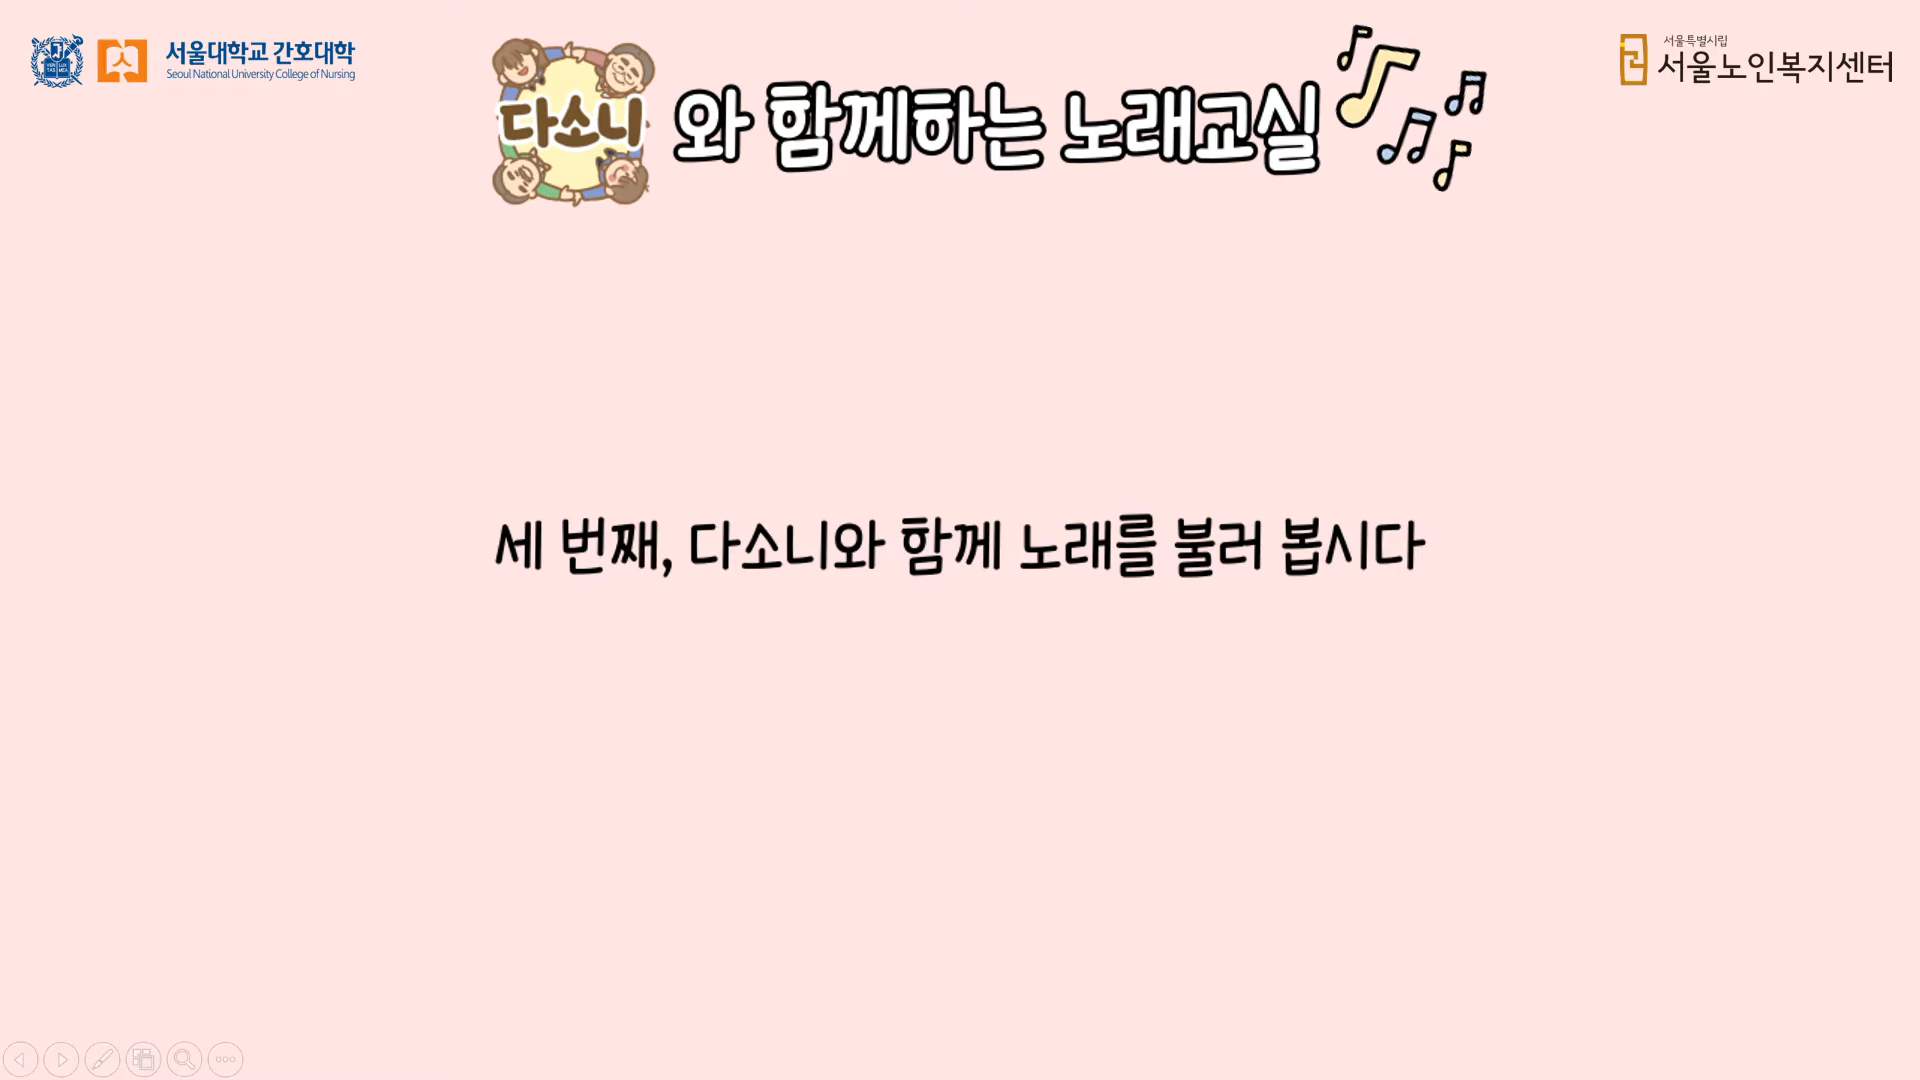 서울대학교 간호대학
Seoul National University College of Nursing
다소니와 함께하는 노래교실
서울특별시립
서울노인복지센터
세 번째, 다소니와 함께 노래를 불러 봅시다